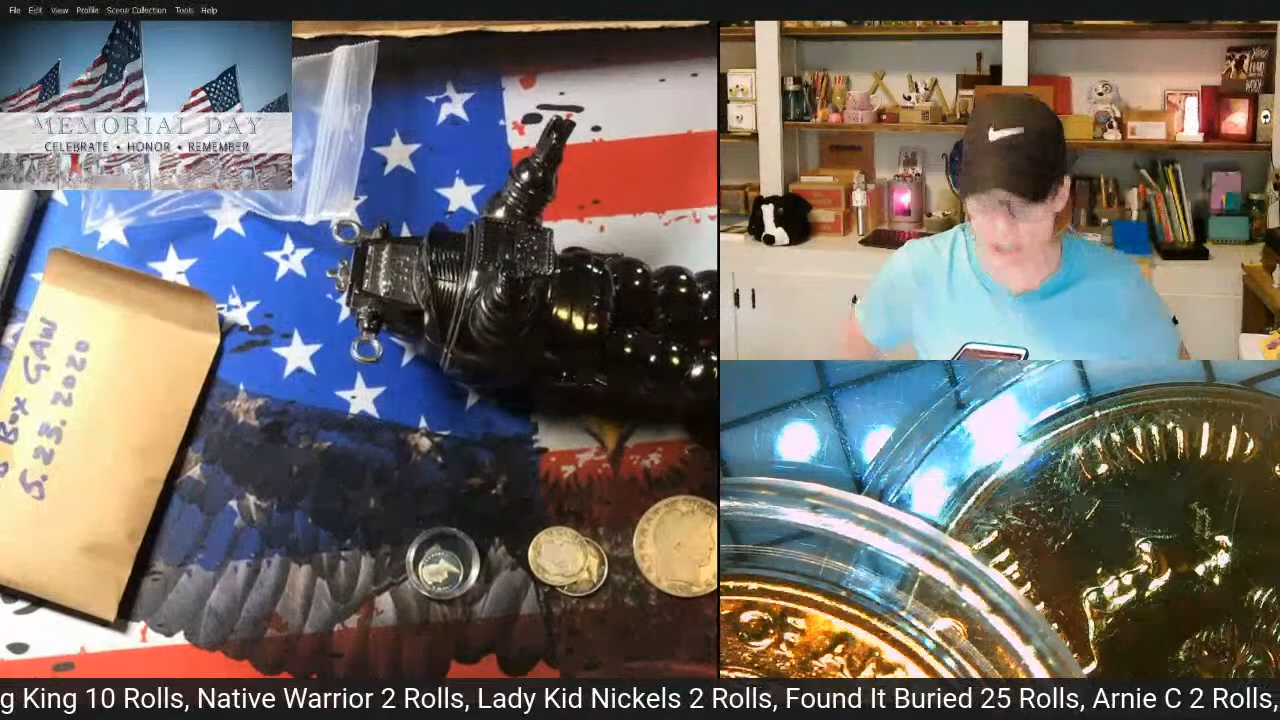 File Edit View Profile Scene Collection Tools Help
MEMORIAL DAY
CELEBRATE • HONOR • REMEMBER
Box GAW
5.23.2020
g King 10 Rolls, Native Warrior 2 Rolls, Lady Kid Nickels 2 Rolls, Found It Buried 25 Rolls, Arnie C 2 Rolls,